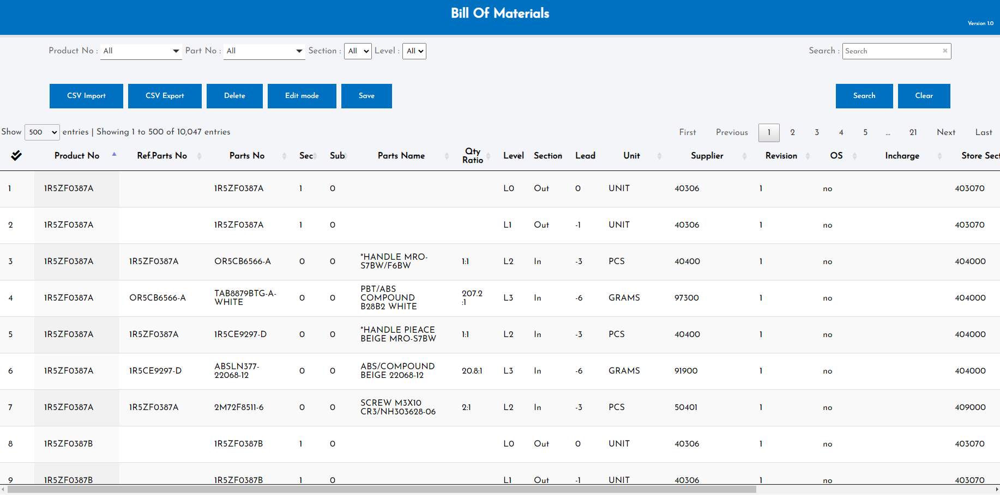 Bill Of Materials
Version 1.0
Product No : All Part No : All Section : All Level : All Search : Search ×
CSV Import CSV Export Delete Edit mode Save Search Clear
Show 500 entries | Showing 1 to 500 of 10,047 entries First Previous 1 2 3 4 5 ... 21 Next Last
Product No Ref.Parts No Parts No Sec Sub Parts Name Qty Ratio Level Section Lead Unit Supplier Revision OS Incharge Store Sect
1 1R5ZF0387A 1R5ZF0387A 1 0 L0 Out 0 UNIT 40306 1 no 403070
2 1R5ZF0387A 1R5ZF0387A 1 0 L1 Out -1 UNIT 40306 1 no 403070
3 1R5ZF0387A 1R5ZF0387A OR5CB6566-A 0 0 *HANDLE MRO-S7BW/F6BW 1:1 L2 In -3 PCS 40400 1 no 404000
4 1R5ZF0387A OR5CB6566-A TAB8879BTG-A-WHITE 0 0 PBT/ABS COMPOUND B28B2 WHITE 207.2:1 L3 In -6 GRAMS 97300 1 no 404000
5 1R5ZF0387A 1R5ZF0387A 1R5CE9297-D 0 0 *HANDLE PIEACE BEIGE MRO-S7BW 1:1 L2 In -3 PCS 40400 1 no 404000
6 1R5ZF0387A 1R5CE9297-D ABSLN377-22068-12 0 0 ABS/COMPOUND BEIGE 22068-12 20.8:1 L3 In -6 GRAMS 91900 1 no 404000
7 1R5ZF0387A 1R5ZF0387A 2M72F8511-6 0 0 SCREW M3X10 CR3/NH303628-06 2:1 L2 In -3 PCS 50401 1 no 409000
8 1R5ZF0387B 1R5ZF0387B 1 0 L0 Out 0 UNIT 40306 1 no 403070
9 1R5ZF0387B 1R5ZF0387B 1 0 L1 Out -1 UNIT 40306 1 no 403070